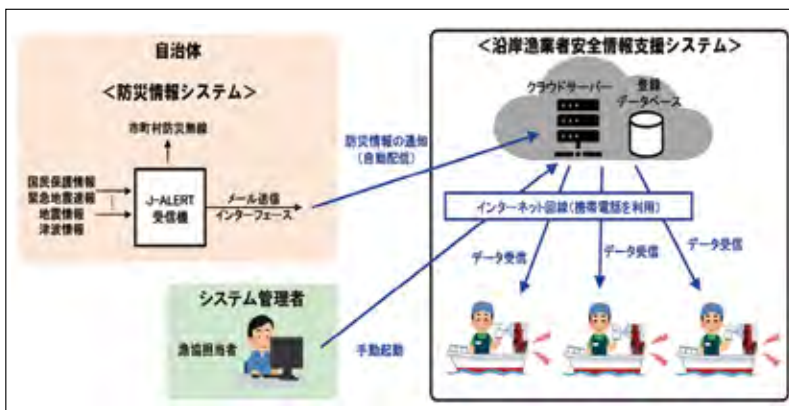 自治体
<防災情報システム>
市町村防災無線
国民保護情報
緊急地震速報
地震情報
津波情報
J-ALERT
受信機
メール送信
インターフェース
防災情報の通知
(自動配信)
システム管理者
漁協担当者
手動起動
<沿岸漁業者安全情報支援システム>
クラウドサーバー
登録
データベース
インターネット回線(携帯電話を利用)
データ受信
データ受信
データ受信